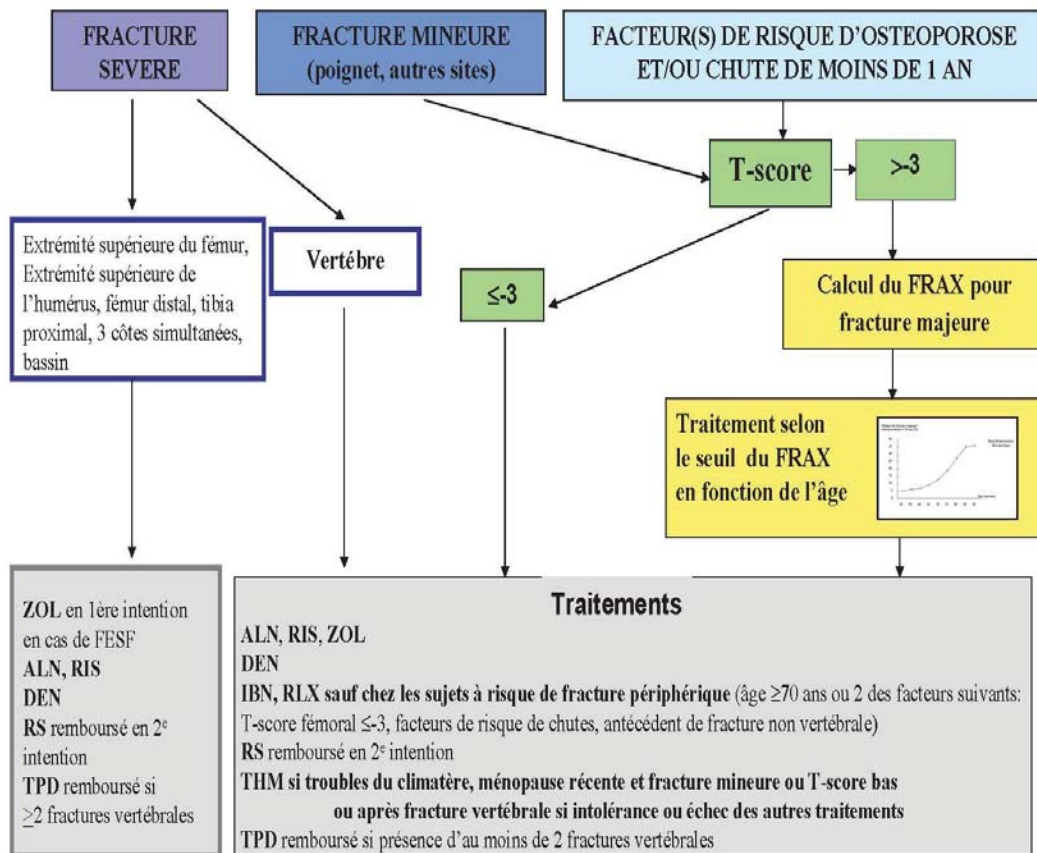 FRACTURE
SEVERE
FRACTURE MINEURE
(poignet, autres sites)
FACTEUR(S) DE RISQUE D'OSTEOPOROSE
ET/OU CHUTE DE MOINS DE 1 AN
T-score
>-3
Extrémité supérieure du fémur,
Extrémité supérieure de
l'humérus, fémur distal, tibia
proximal, 3 côtes simultanées,
bassin
Vertébre
≤-3
Calcul du FRAX pour
fracture majeure
Traitement selon
le seuil du FRAX
en fonction de l'âge
ZOL en 1ère intention
en cas de FESF
ALN, RIS
DEN
RS remboursé en 2e
intention
TPD remboursé si
≥2 fractures vertébrales
Traitements
ALN, RIS, ZOL
DEN
IBN, RLX sauf chez les sujets à risque de fracture périphérique (âge ≥70 ans ou 2 des facteurs suivants:
T-score fémoral ≤-3, facteurs de risque de chutes, antécédent de fracture non vertébrale)
RS remboursé en 2e intention
THM si troubles du climatère, ménopause récente et fracture mineure ou T-score bas
ou après fracture vertébrale si intolérance ou échec des autres traitements
TPD remboursé si présence d'au moins de 2 fractures vertébrales